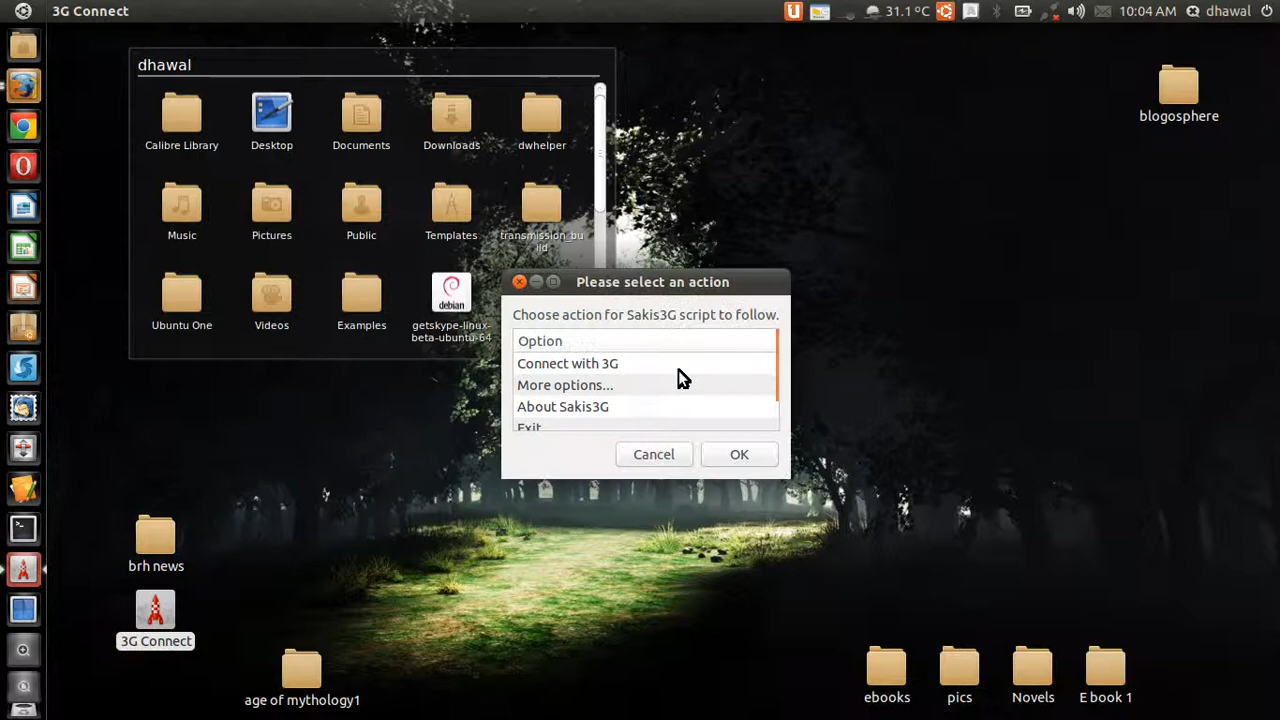 3G Connect
31.1 ºC
10:04 AM
dhawal
dhawal
Calibre Library
Desktop
Documents
Downloads
dwhelper
Music
Pictures
Public
Templates
transmission_bu
ild
Ubuntu One
Videos
Examples
debian
getskype-linux-
beta-ubuntu-64
blogosphere
Please select an action
Choose action for Sakis3G script to follow.
Option
Connect with 3G
More options...
About Sakis3G
Exit
Cancel
OK
brh news
3G Connect
age of mythology1
ebooks
pics
Novels
E book 1